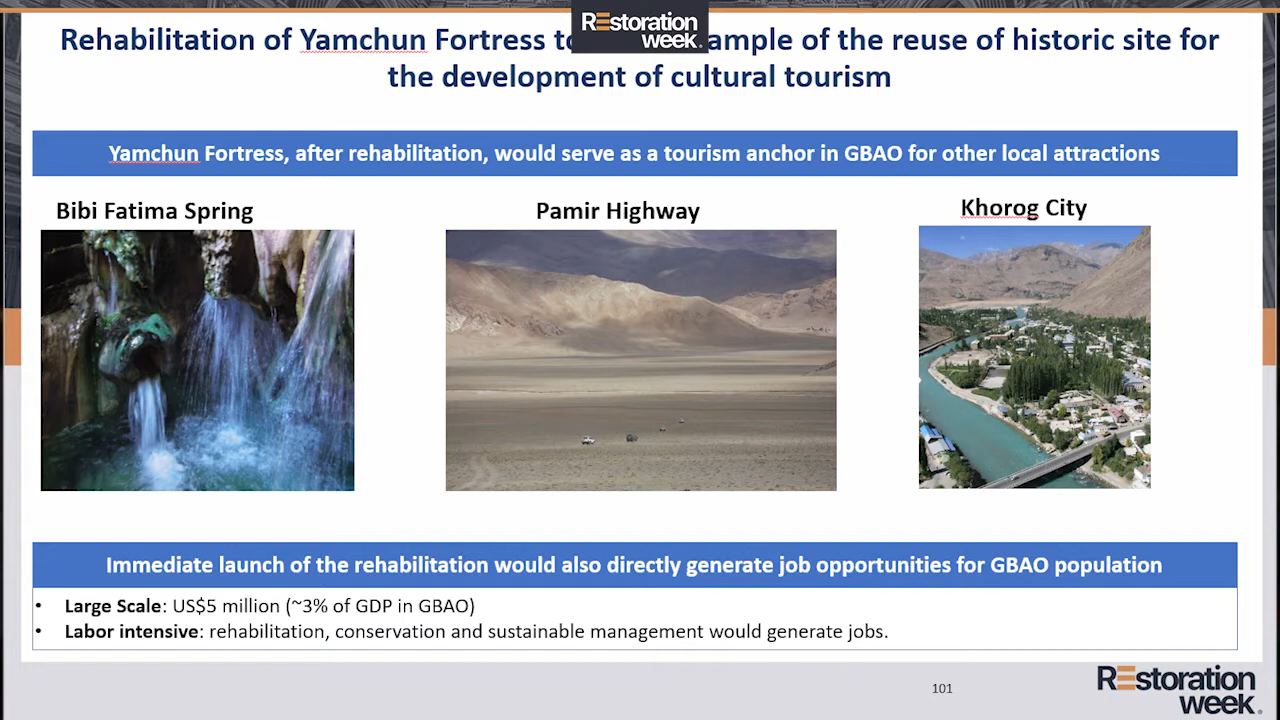 REstoration
week.
Rehabilitation of Yamchun Fortress ample of the reuse of historic site for
the development of cultural tourism
Yamchun Fortress, after rehabilitation, would serve as a tourism anchor in GBAO for other local attractions
Bibi Fatima Spring
Pamir Highway
Khorog City
Immediate launch of the rehabilitation would also directly generate job opportunities for GBAO population
• Large Scale: US$5 million (~3% of GDP in GBAO)
• Labor intensive: rehabilitation, conservation and sustainable management would generate jobs.
101
REstoration
week.